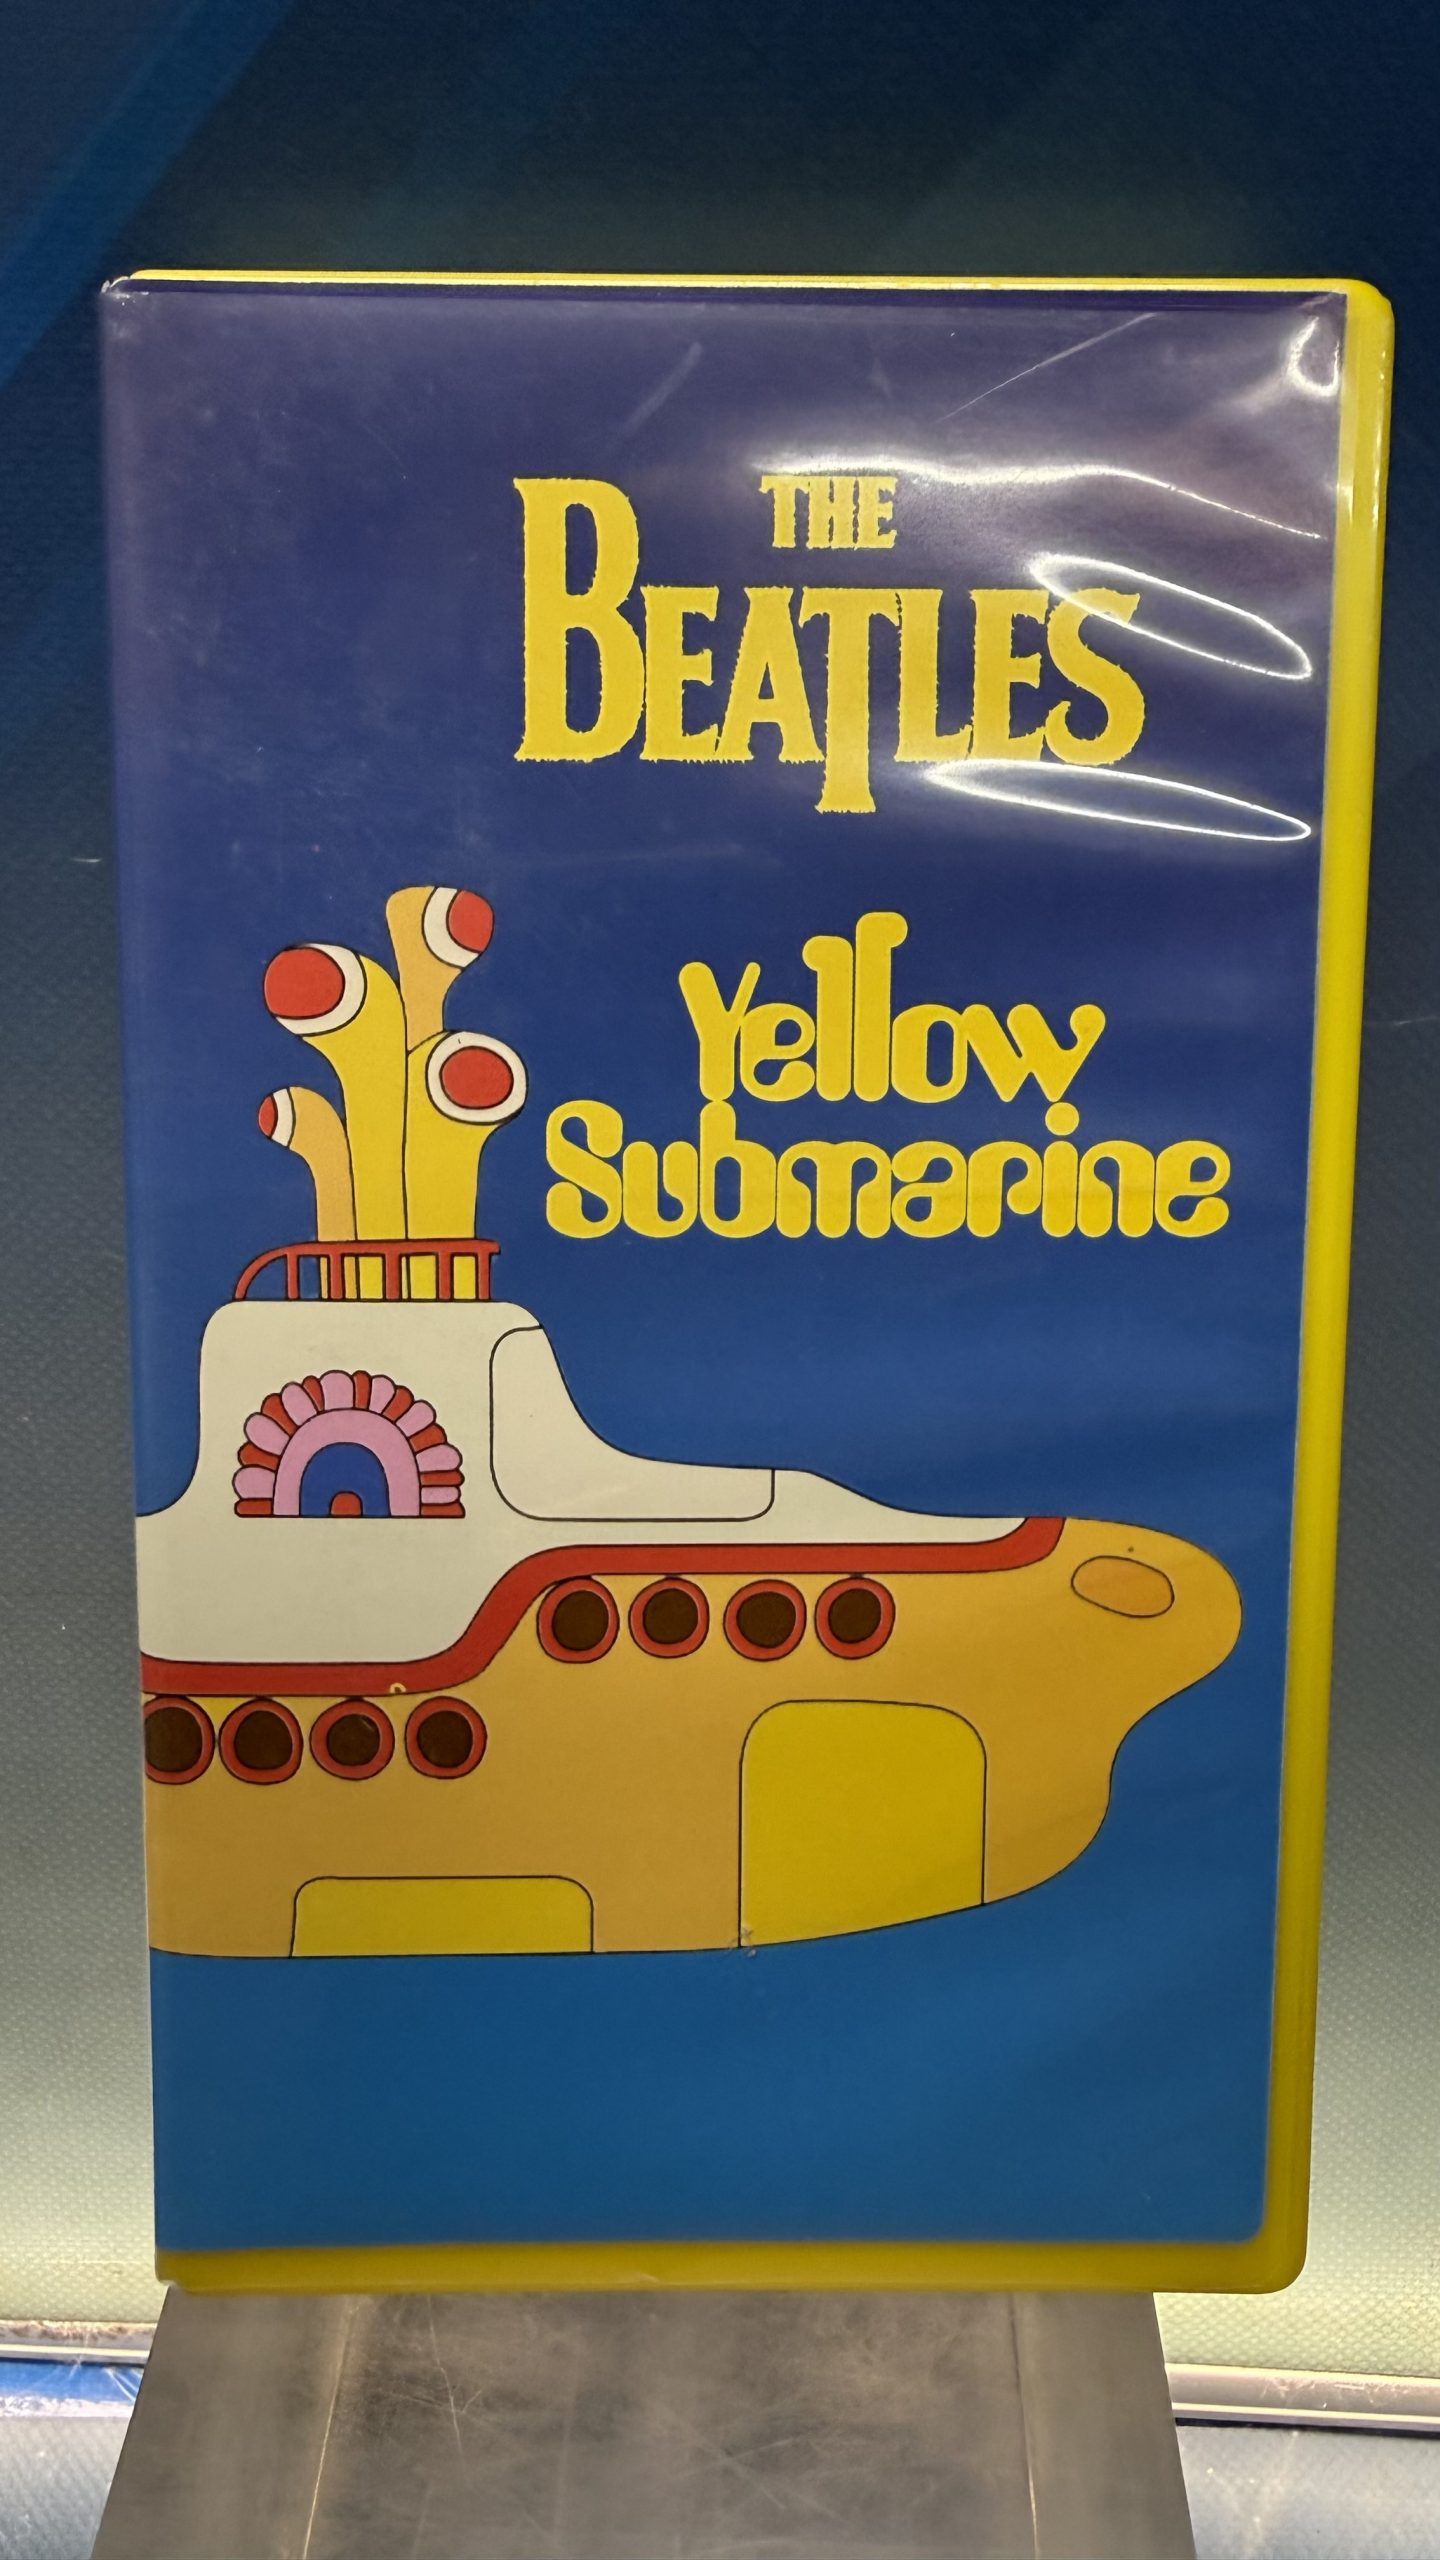 THE
BEATLES
Yellow
Submarine